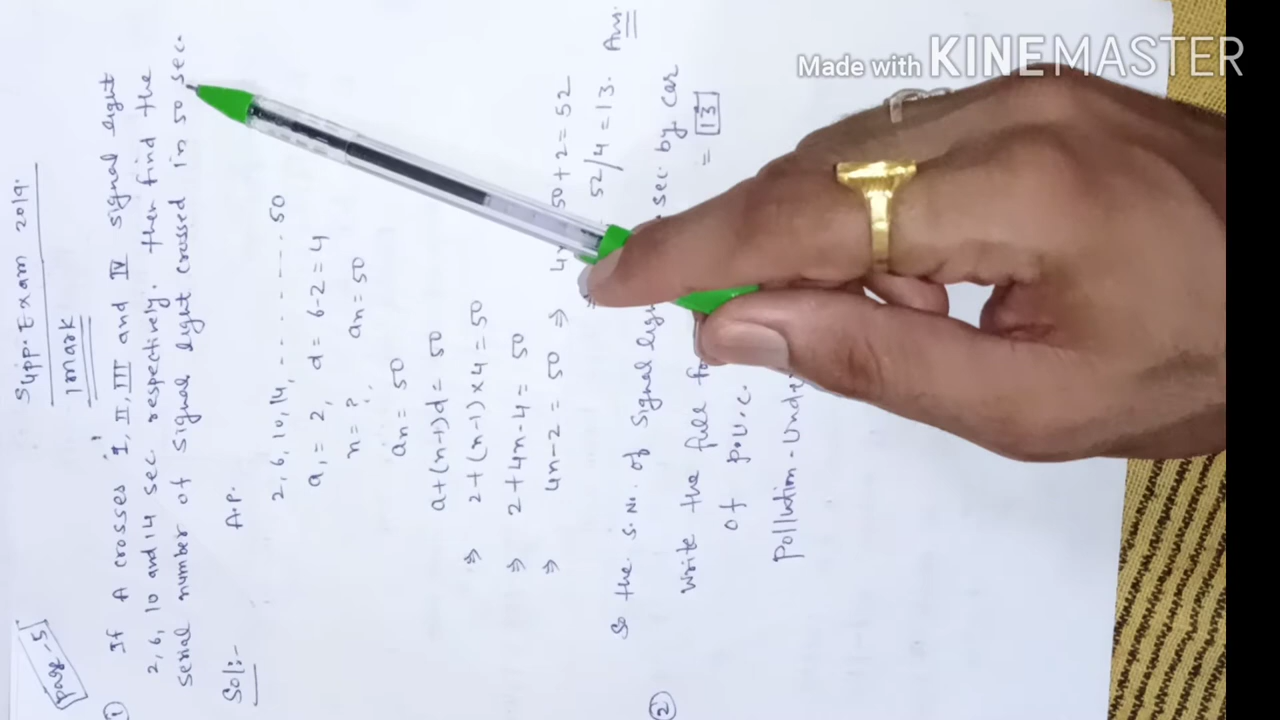 Made with KINEMASTER
Page-5
Supp. Exam 2019.
1 mark
① If A crosses I, II, III and IV signal light
2, 6, 10 and 14 sec respectively. then find the
serial number of signal light crossed in 50 sec.
Sol:- A.P.
2, 6, 10, 14, - - - - - - - 50
a₁ = 2, d = 6-2 = 4
n = ?, an = 50
an = 50
a+(n-1)d = 50
⇒ 2+(n-1)×4 = 50
⇒ 2+4n-4 = 50
⇒ 4n-2 = 50 ⇒ 50+2 = 52
52/4 = 13. Ans.
So the S.No. of signal sec. by car
= 13
② Write the full
of P.U.C.
Pollution-